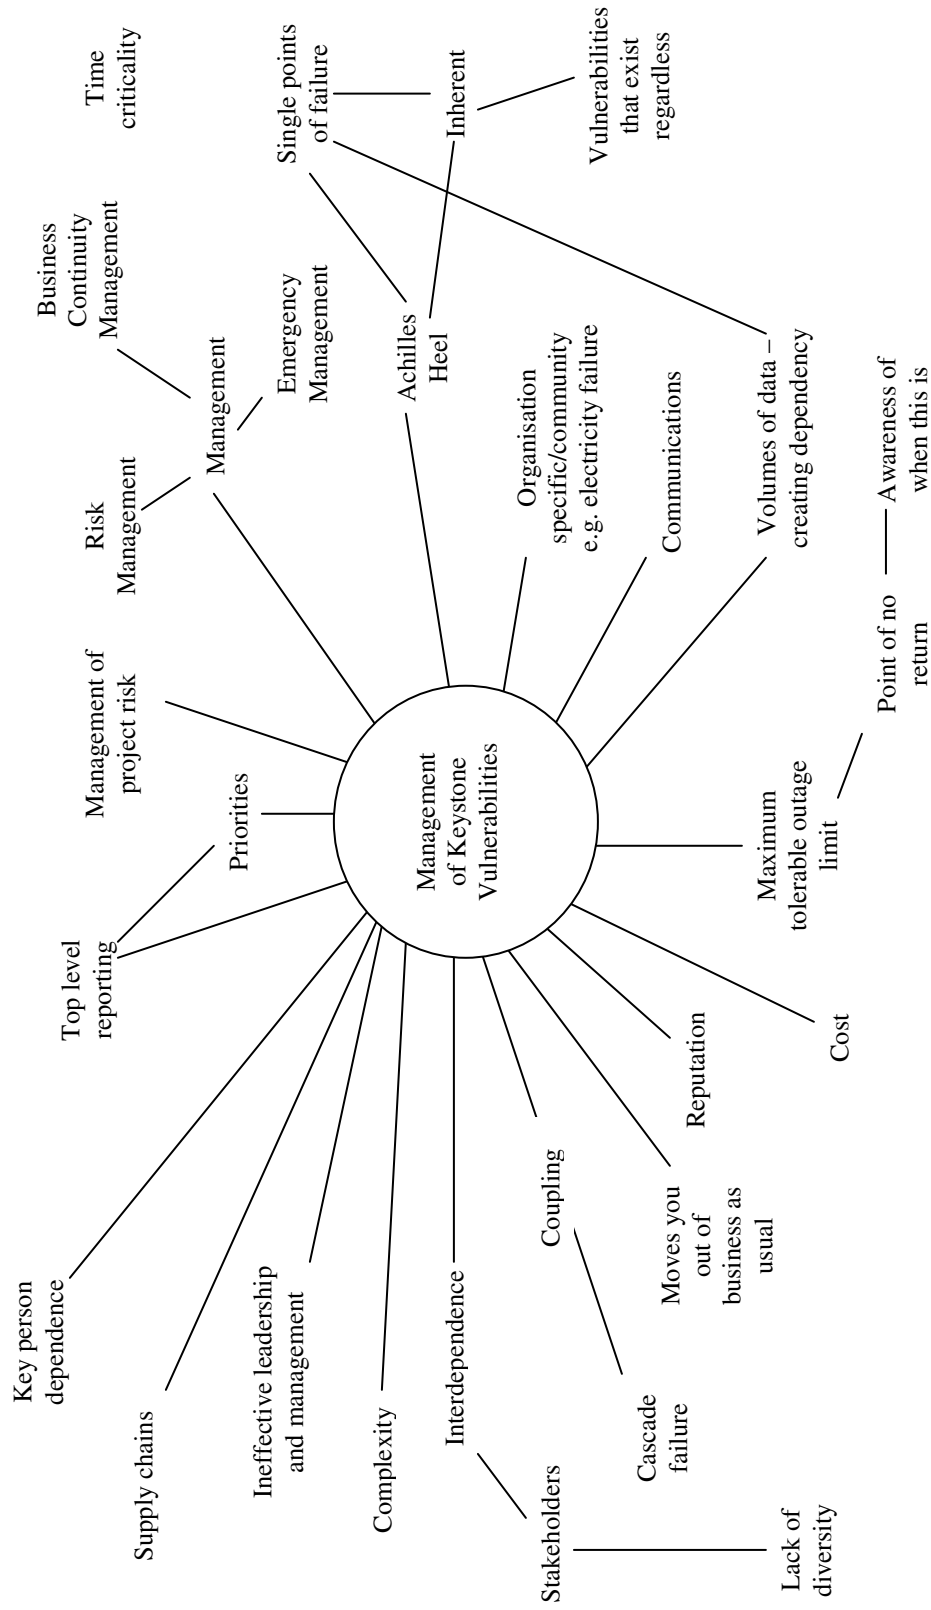 Key person
dependence
Supply chains
Ineffective leadership
and management
Complexity
Interdependence
Stakeholders
Lack of
diversity
Cascade
failure
Coupling
Moves you
out of
business as
usual
Reputation
Cost
Top level
reporting
Priorities
Management of
project risk
Management
of Keystone
Vulnerabilities
Maximum
tolerable outage
limit
Point of no
return
Awareness of
when this is
Risk
Management
Management
Business
Continuity
Management
Emergency
Management
Achilles
Heel
Organisation
specific/community
e.g. electricity failure
Communications
Volumes of data –
creating dependency
Time
criticality
Single points
of failure
Inherent
Vulnerabilities
that exist
regardless